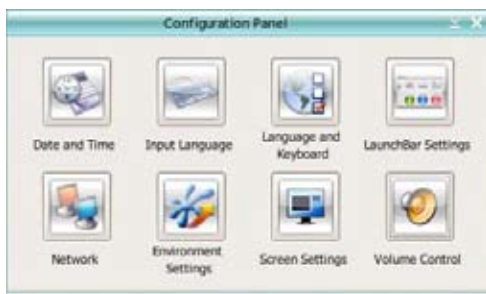 Configuration Panel
Date and Time
Input Language
Language and
Keyboard
LaunchBar Settings
Network
Environment
Settings
Screen Settings
Volume Control